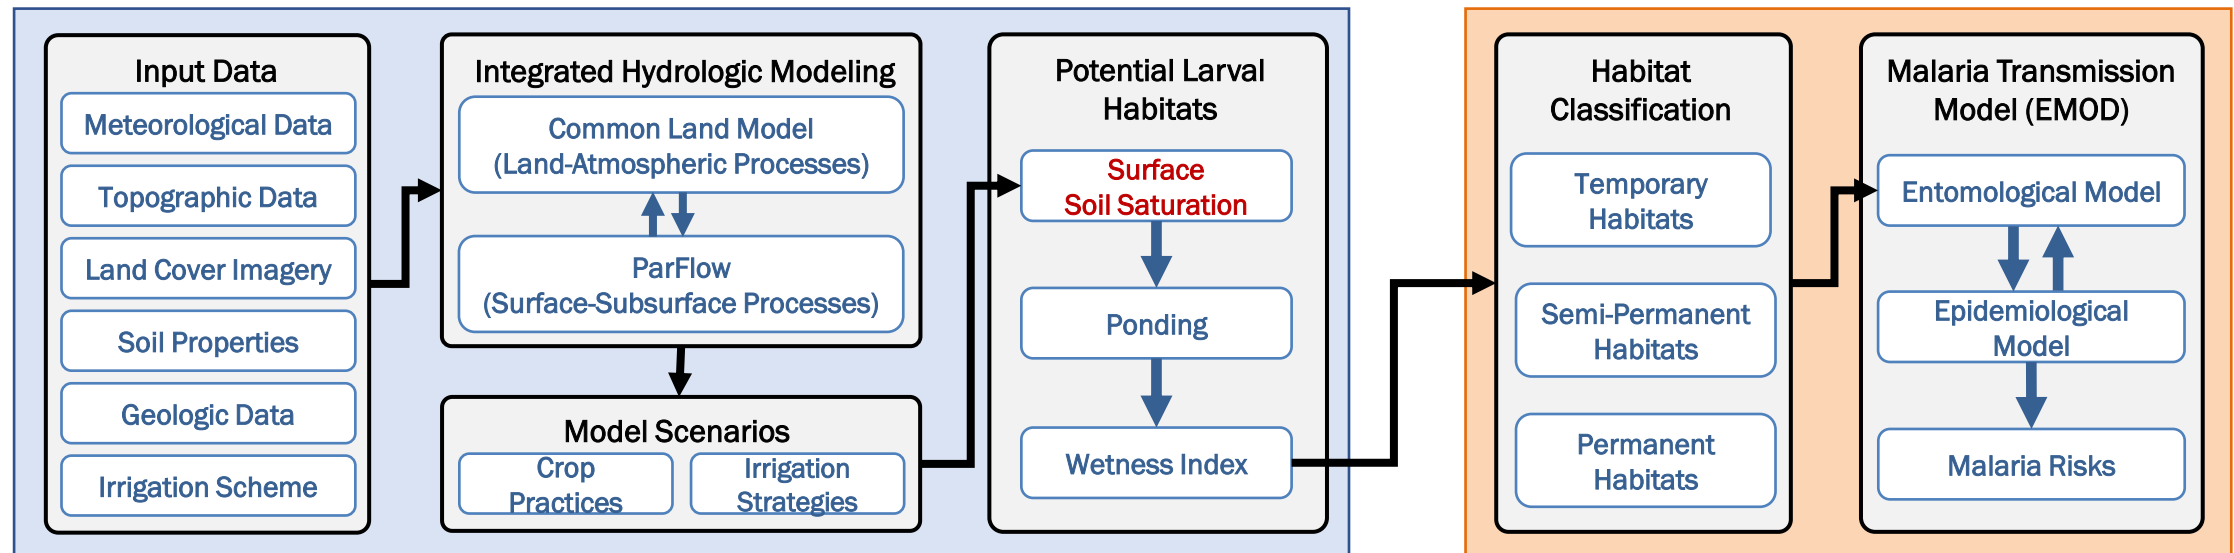 Input Data
Meteorological Data
Topographic Data
Land Cover Imagery
Soil Properties
Geologic Data
Irrigation Scheme
Integrated Hydrologic Modeling
Common Land Model
(Land-Atmospheric Processes)
ParFlow
(Surface-Subsurface Processes)
Model Scenarios
Crop
Practices
Irrigation
Strategies
Potential Larval
Habitats
Surface
Soil Saturation
Ponding
Wetness Index
Habitat
Classification
Temporary
Habitats
Semi-Permanent
Habitats
Permanent
Habitats
Malaria Transmission
Model (EMOD)
Entomological Model
Epidemiological
Model
Malaria Risks